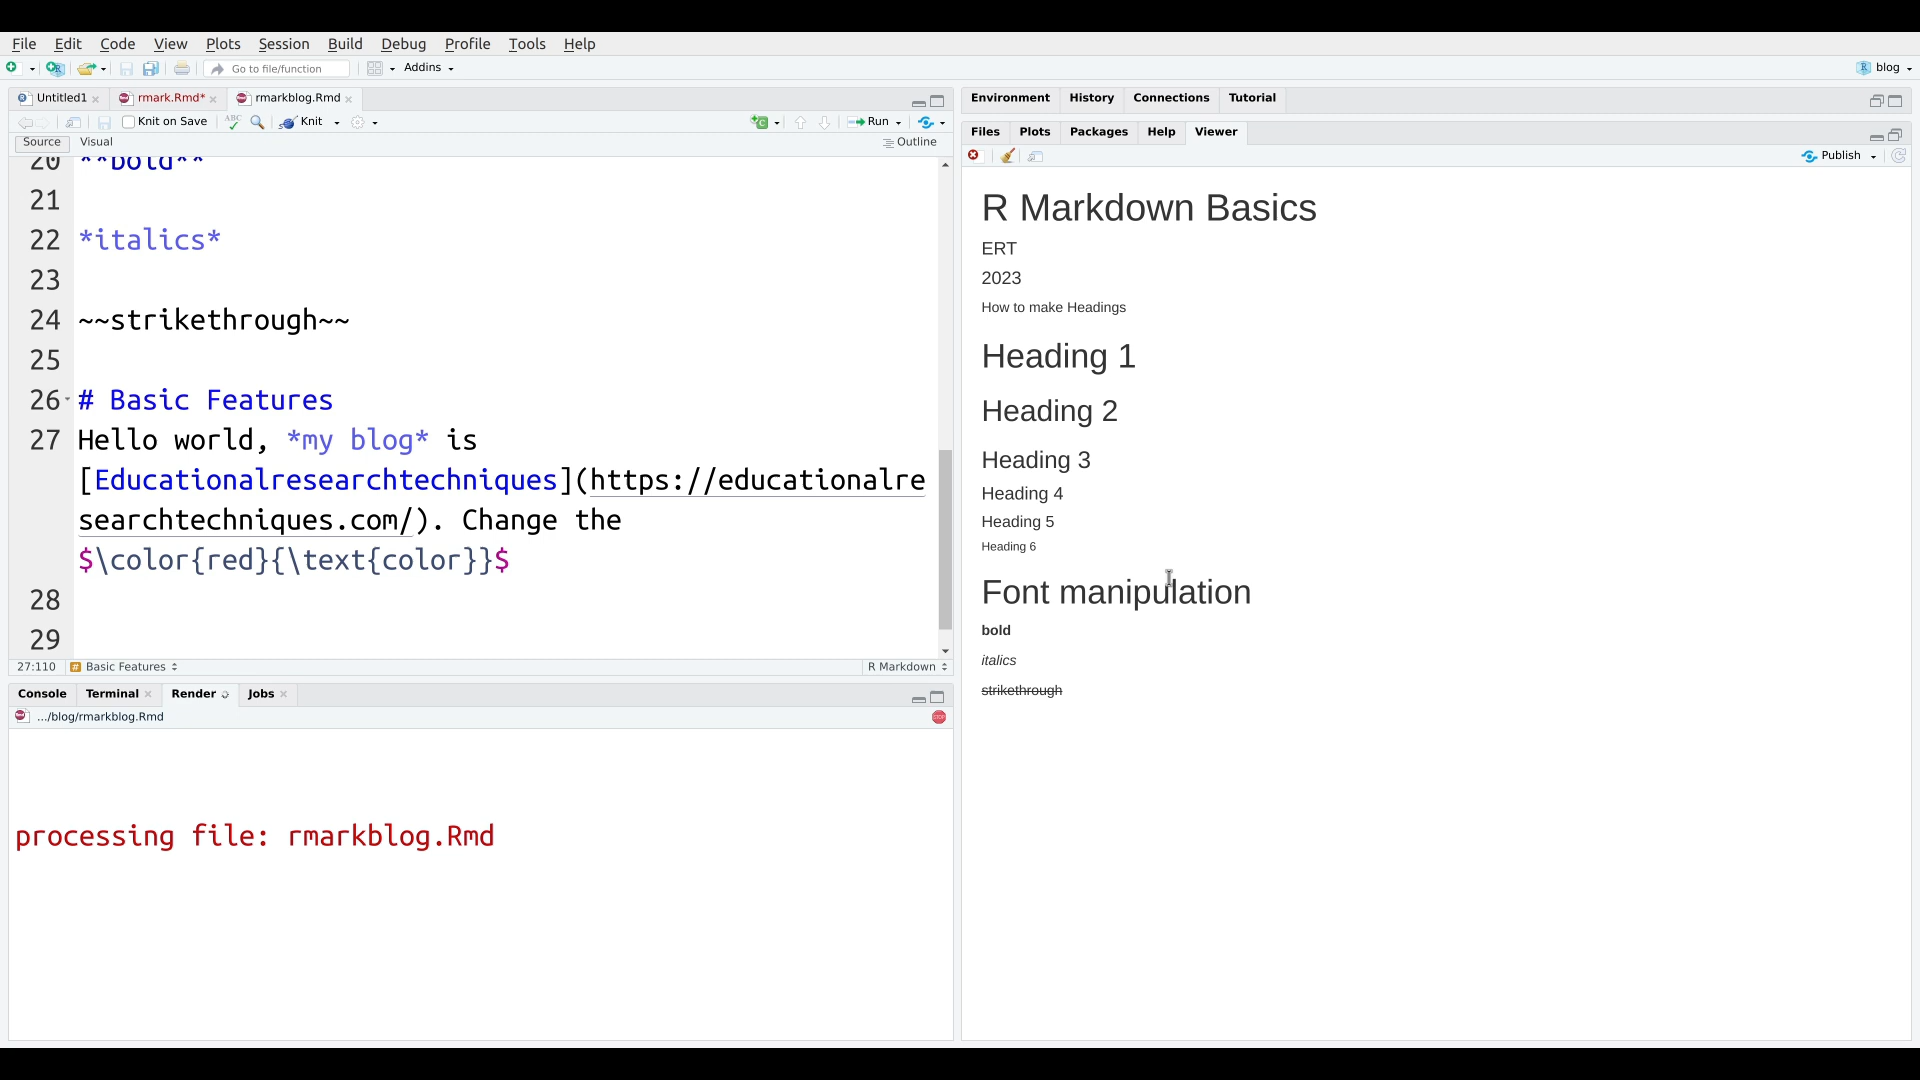 File Edit Code View Plots Session Build Debug Profile Tools Help
Go to file/function Addins blog
Untitled1 rmark.Rmd* rmarkblog.Rmd
Knit on Save ABC Knit Run
Source Visual Outline
20 **bold**
21
22 *italics*
23
24 ~~strikethrough~~
25
26 # Basic Features
27 Hello world, *my blog* is
[Educationalresearchtechniques](https://educationalre
searchtechniques.com/). Change the
$\color{red}{\text{color}}$
28
29
27:110 # Basic Features R Markdown
Console Terminal Render Jobs
.../blog/rmarkblog.Rmd STOP
processing file: rmarkblog.Rmd
Environment History Connections Tutorial
Files Plots Packages Help Viewer
Publish
R Markdown Basics
ERT
2023
How to make Headings
Heading 1
Heading 2
Heading 3
Heading 4
Heading 5
Heading 6
Font manipulation
bold
italics
strikethrough